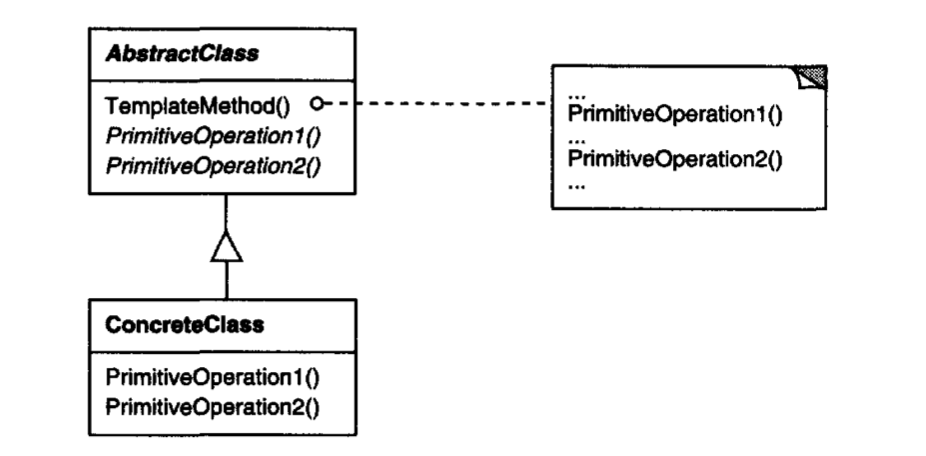 AbstractClass
TemplateMethod()
PrimitiveOperation1()
PrimitiveOperation2()
...
PrimitiveOperation1()
...
PrimitiveOperation2()
...
ConcreteClass
PrimitiveOperation1()
PrimitiveOperation2()